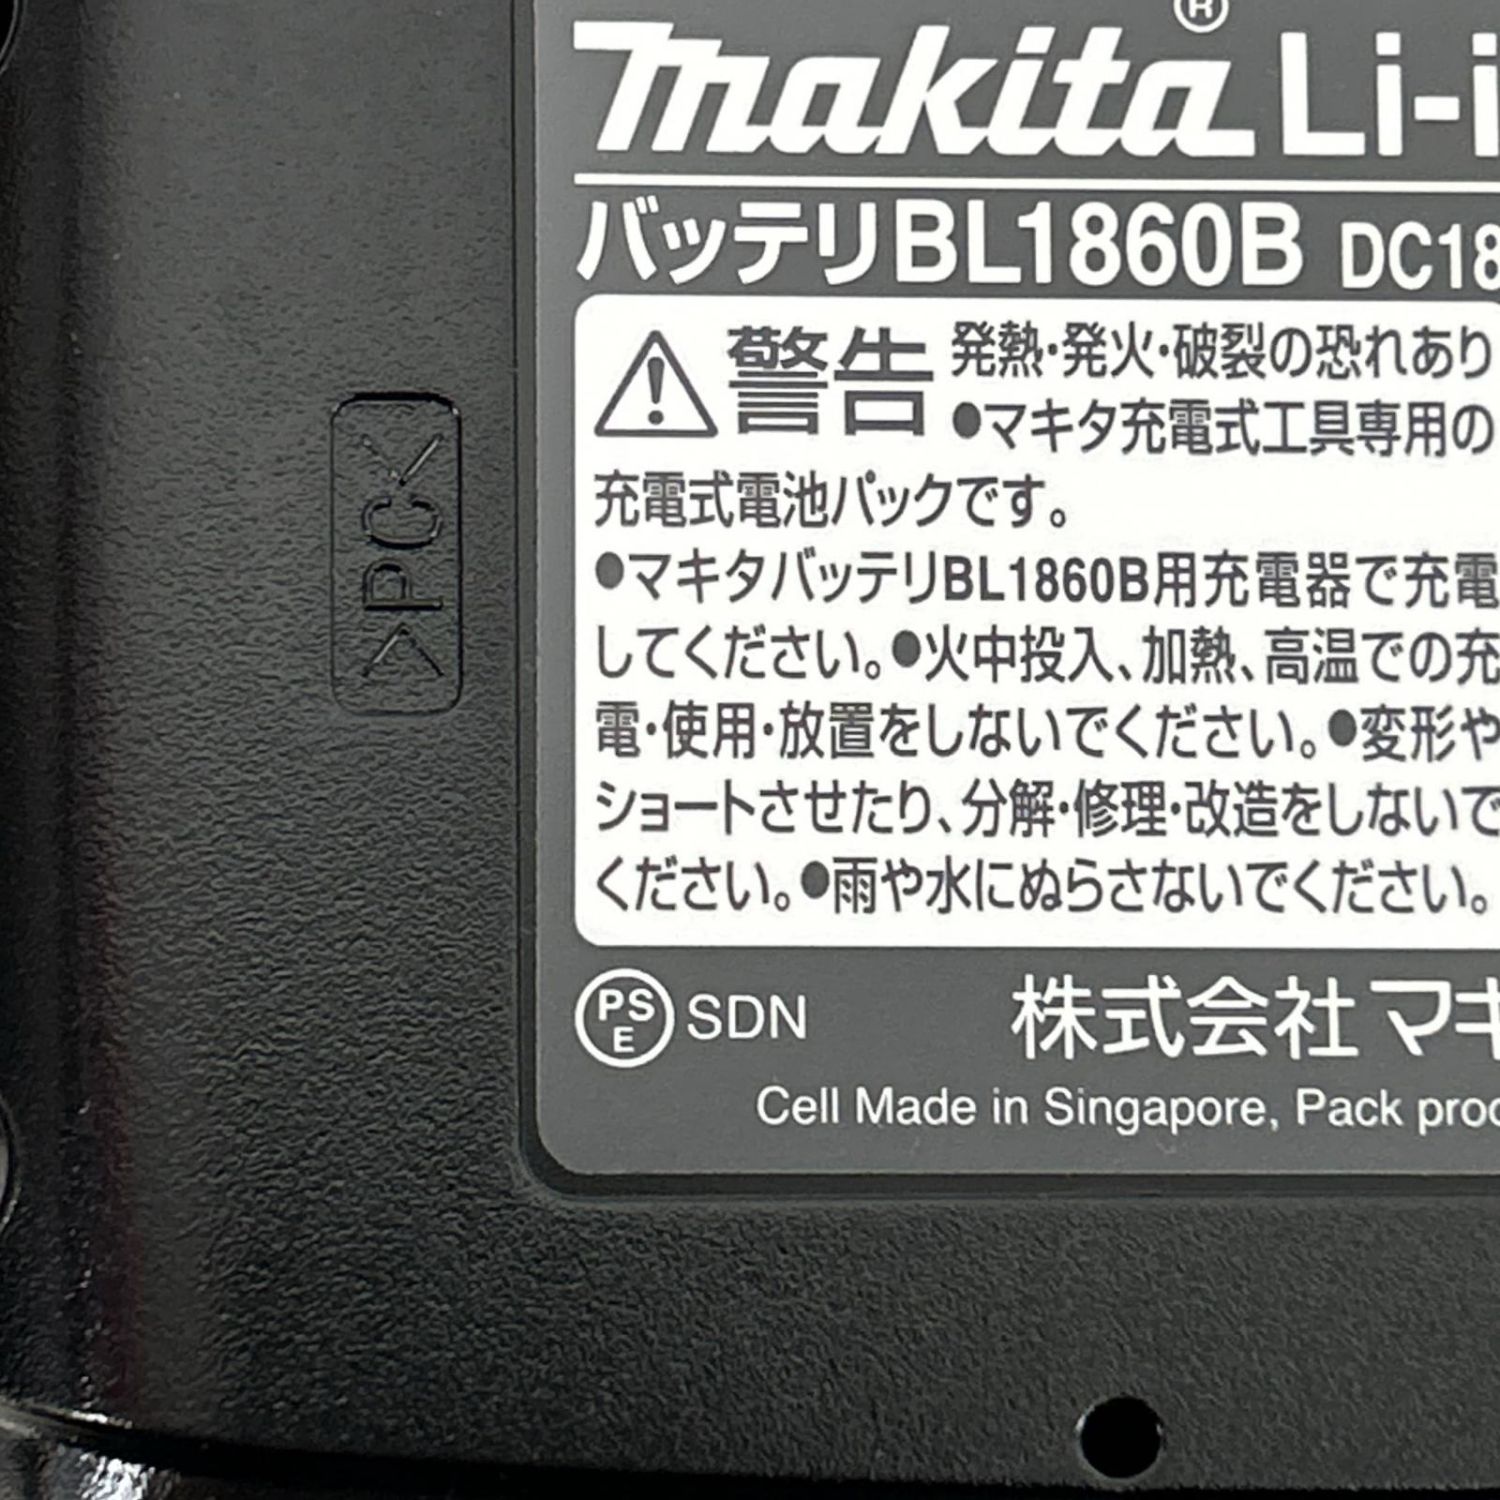 makita® Li-i
バッテリBL1860B DC18
警告 発熱・発火・破裂の恐れあり
●マキタ充電式工具専用の
充電式電池パックです。
●マキタバッテリBL1860B用充電器で充電
してください。●火中投入、加熱、高温での充
電・使用・放置をしないでください。●変形や
ショートさせたり、分解・修理・改造をしないで
ください。●雨や水にぬらさないでください。
PS E SDN 株式会社マキ
Cell Made in Singapore, Pack proc
>PC<